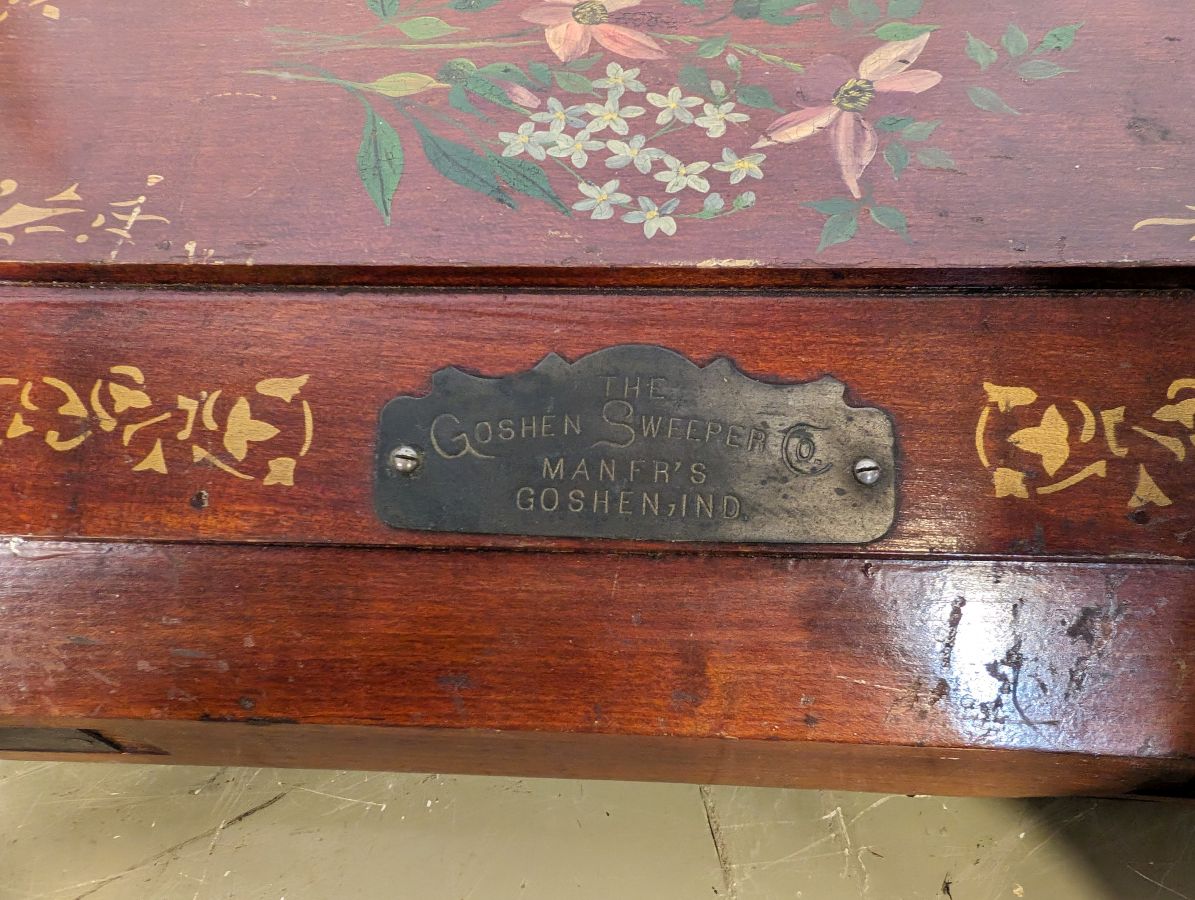 THE
GOSHEN SWEEPER CO.
MANFR'S
GOSHEN, IND.